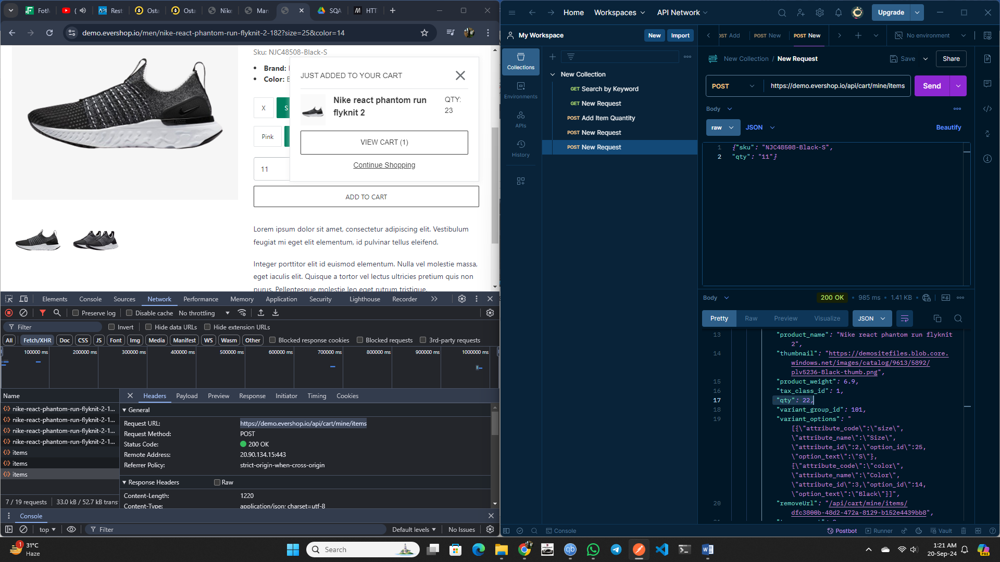 FotM
(
Rest
Osta
Osta
Nike
Man
SQA
HTT
demo.evershop.io/men/nike-react-phantom-run-flyknit-2-182?size=25&color=14
Sku: NJC48508-Black-S
Brand:
Color:
X
S
Pink
11
JUST ADDED TO YOUR CART
Nike react phantom run
flyknit 2
QTY:
23
VIEW CART (1)
Continue Shopping
ADD TO CART
Lorem ipsum dolor sit amet, consectetur adipiscing elit. Vestibulum
feugiat mi eget elit elementum, id pulvinar tellus eleifend.
Integer porttitor elit id euismod elementum. Nulla vel molestie massa,
eget iaculis elit. Quisque a tortor vel lectus ultricies pretium quis non
purus. Pellentesque molestie leo eget rutrum tristique.
Elements Console Sources Network Performance Memory Application Security Lighthouse Recorder
Preserve log Disable cache No throttling
Filter Invert Hide data URLs Hide extension URLs
All Fetch/XHR Doc CSS JS Font Img Media Manifest WS Wasm Other Blocked response cookies Blocked requests 3rd-party requests
100000 ms 200000 ms 300000 ms 400000 ms 500000 ms 600000 ms 700000 ms 800000 ms 900000 ms 1000000 ms
Name
nike-react-phantom-run-flyknit-2-1...
nike-react-phantom-run-flyknit-2-1...
nike-react-phantom-run-flyknit-2-1...
nike-react-phantom-run-flyknit-2-1...
items
items
items
7 / 19 requests 33.0 kB / 52.7 kB trans
Headers Payload Preview Response Initiator Timing Cookies
General
Request URL: https://demo.evershop.io/api/cart/mine/items
Request Method: POST
Status Code: 200 OK
Remote Address: 20.90.134.15:443
Referrer Policy: strict-origin-when-cross-origin
Response Headers Raw
Content-Length: 1220
Content-Type: application/json; charset=utf-8
Console
top Filter Default levels No Issues
Home Workspaces API Network Upgrade
My Workspace New Import
POST Add POST New POST New No environment
Collections
Environments
APIs
History
New Collection
GET Search by Keyword
GET New Request
POST Add Item Quantity
POST New Request
POST New Request
HTTP New Collection / New Request Save Share
POST https://demo.evershop.io/api/cart/mine/items Send
Body
raw JSON Beautify
1 {"sku": "NJC48508-Black-S",
2 "qty": "11"}
Body 200 OK 985 ms 1.41 KB
Pretty Raw Preview Visualize JSON
13 "product_name": "Nike react phantom run flyknit
2",
14 "thumbnail": "https://demositefiles.blob.core.
windows.net/images/catalog/9613/5892/
plv5236-Black-thumb.png",
15 "product_weight": 6.9,
16 "tax_class_id": 1,
17 "qty": 22,
18 "variant_group_id": 101,
19 "variant_options": "
[{\"attribute_code\":\"size\",
\"attribute_name\":\"Size\",
\"attribute_id\":2,\"option_id\":25,
\"option_text\":\"S\"},
{\"attribute_code\":\"color\",
\"attribute_name\":\"Color\",
\"attribute_id\":3,\"option_id\":14,
\"option_text\":\"Black\"}]",
20 "removeUrl": "/api/cart/mine/items/
dfc3800b-48d2-472a-8129-b152e4439bb8",
Console Postbot Runner Vault
1
31°C
Haze
Search
1:21 AM
20-Sep-24